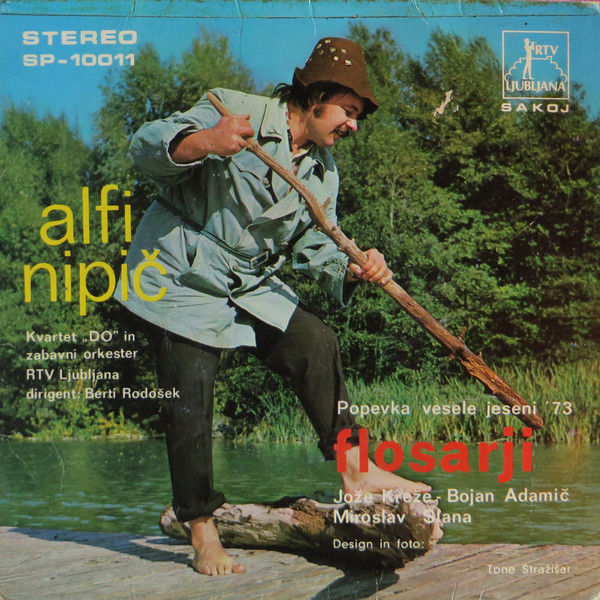 STEREO
SP-10011
RTV
LJUBLJANA
SAKOJ
alfi
nipič
Kvartet „DO" in
zabavni orkester
RTV Ljubljana
dirigent: Berti Rodošek
Popevka vesele jeseni '73
flosarji
Jože Kreze - Bojan Adamič
Miroslav Slana
Design in foto:
Tone Stražišar